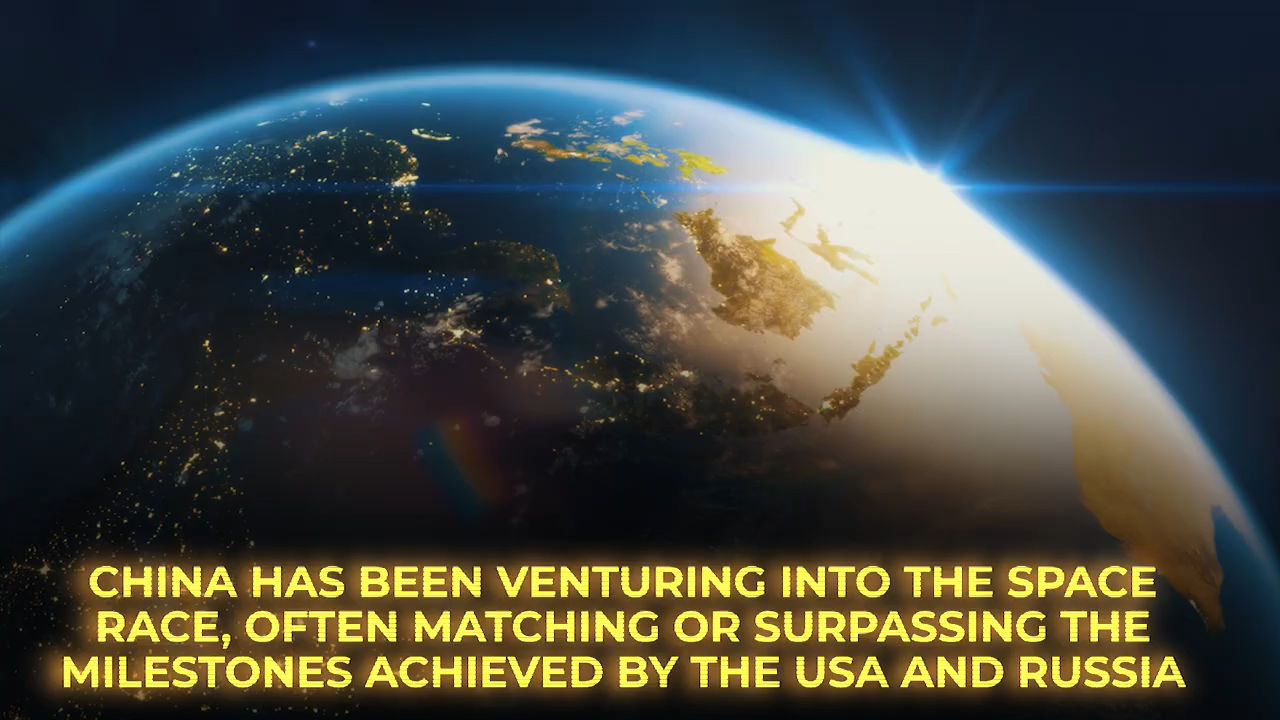 CHINA HAS BEEN VENTURING INTO THE SPACE
RACE, OFTEN MATCHING OR SURPASSING THE
MILESTONES ACHIEVED BY THE USA AND RUSSIA